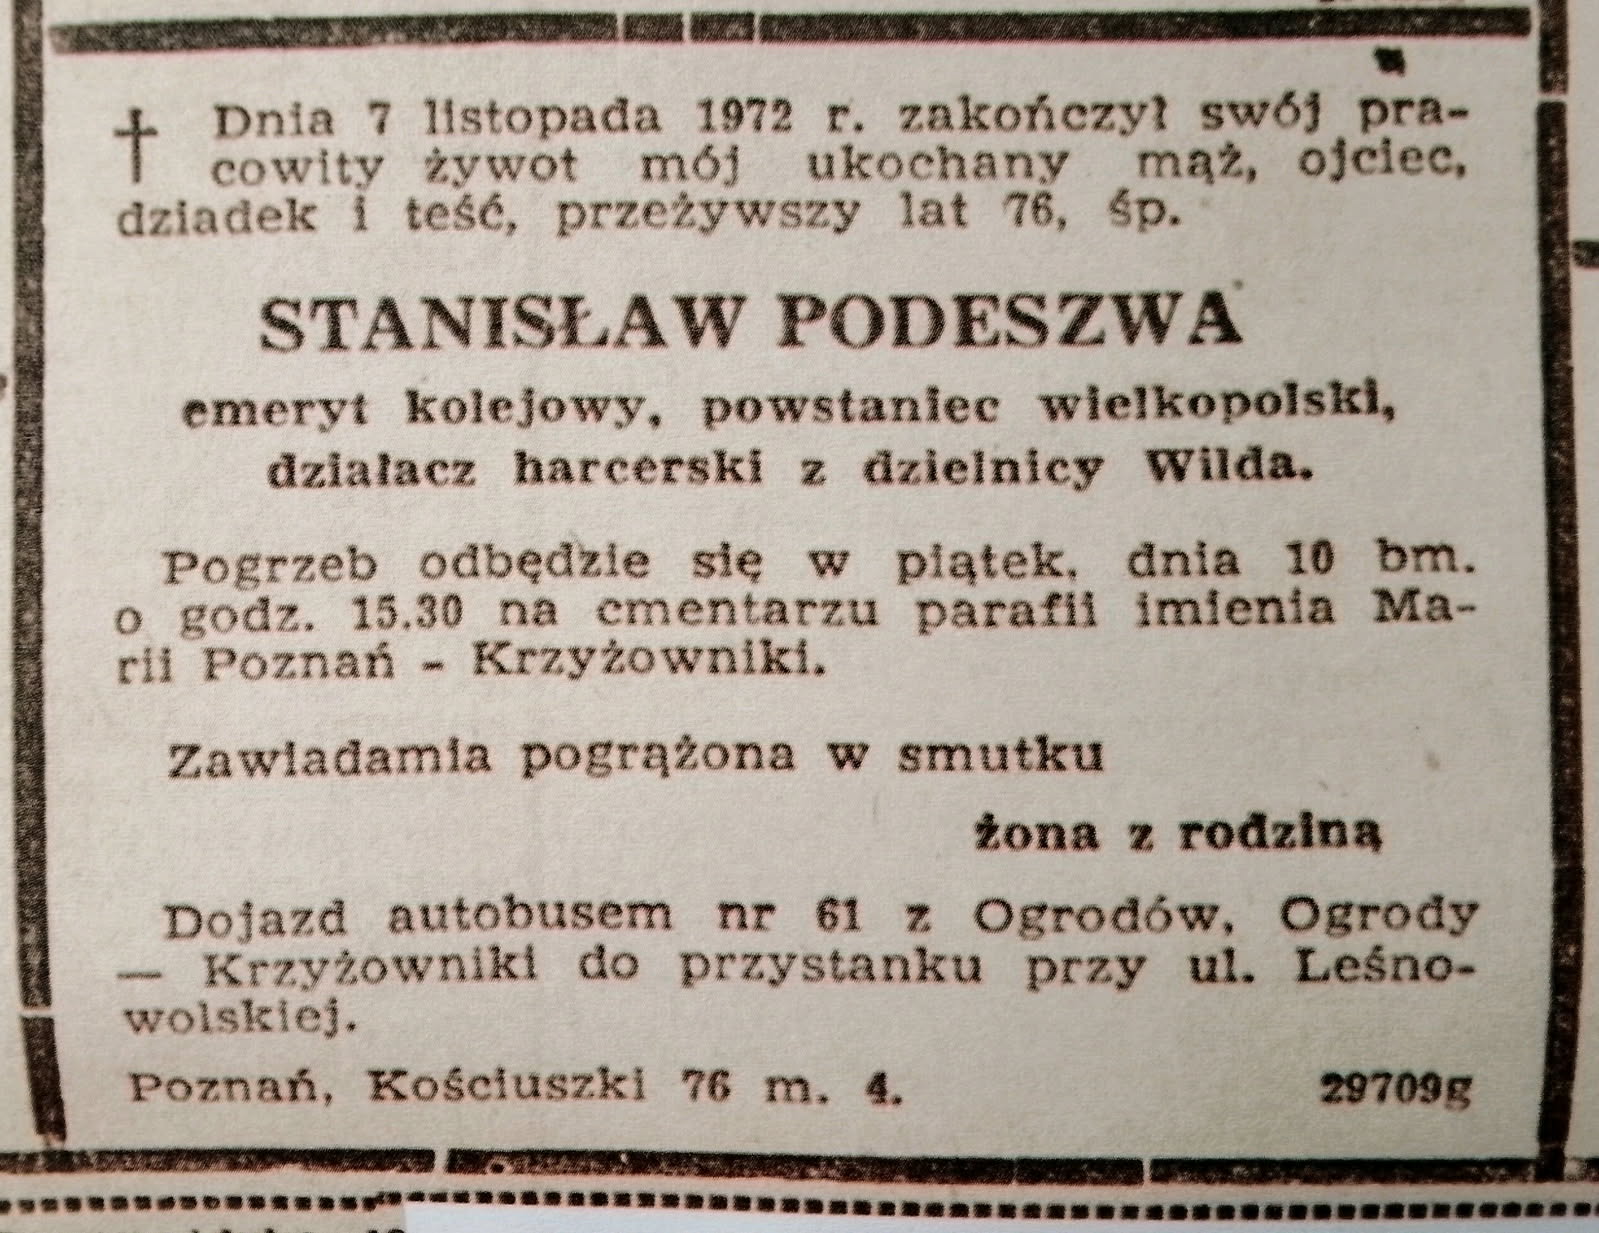 † Dnia 7 listopada 1972 r. zakończył swój pra-
cowity żywot mój ukochany mąż, ojciec,
dziadek i teść, przeżywszy lat 76, śp.
STANISŁAW PODESZWA
emeryt kolejowy, powstaniec wielkopolski,
działacz harcerski z dzielnicy Wilda.
Pogrzeb odbędzie się w piątek, dnia 10 bm.
o godz. 15.30 na cmentarzu parafii imienia Ma-
rii Poznań - Krzyżowniki.
Zawiadamia pogrążona w smutku
żona z rodziną
Dojazd autobusem nr 61 z Ogrodów, Ogrody
— Krzyżowniki do przystanku przy ul. Leśno-
wolskiej.
Poznań, Kościuszki 76 m. 4.
29709g